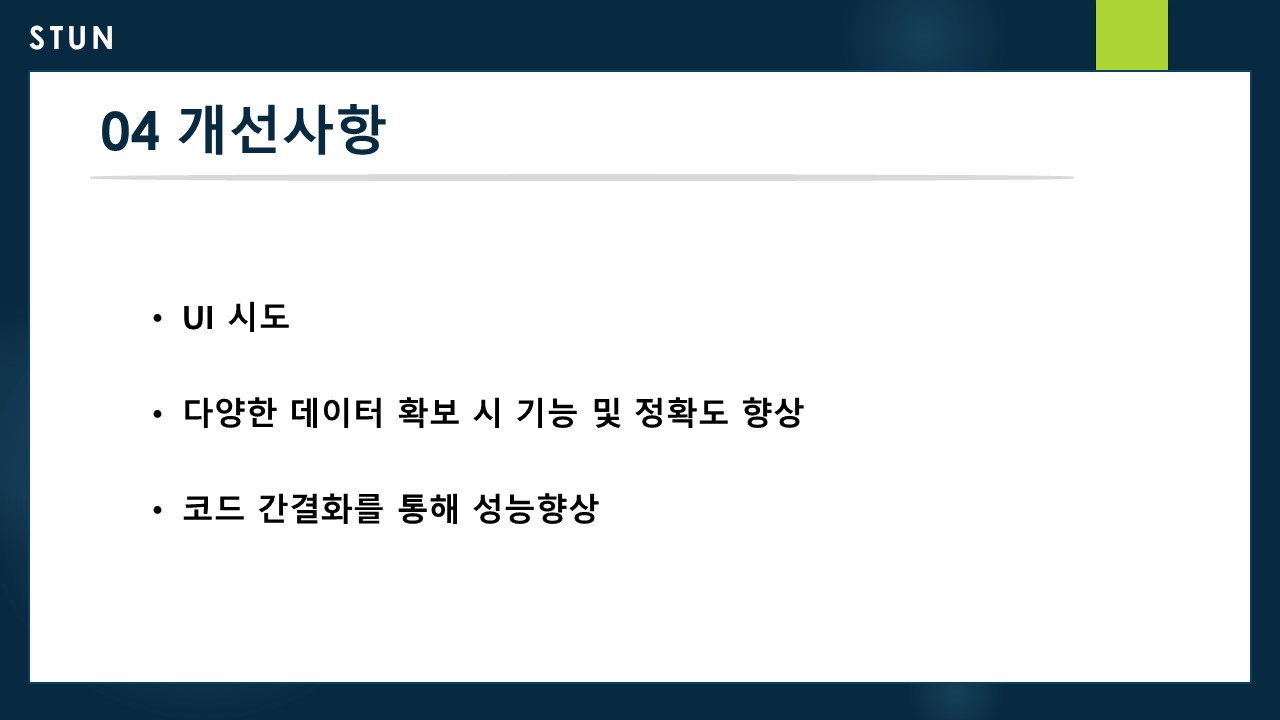 STUN
04 개선사항
• UI 시도
• 다양한 데이터 확보 시 기능 및 정확도 향상
• 코드 간결화를 통해 성능향상